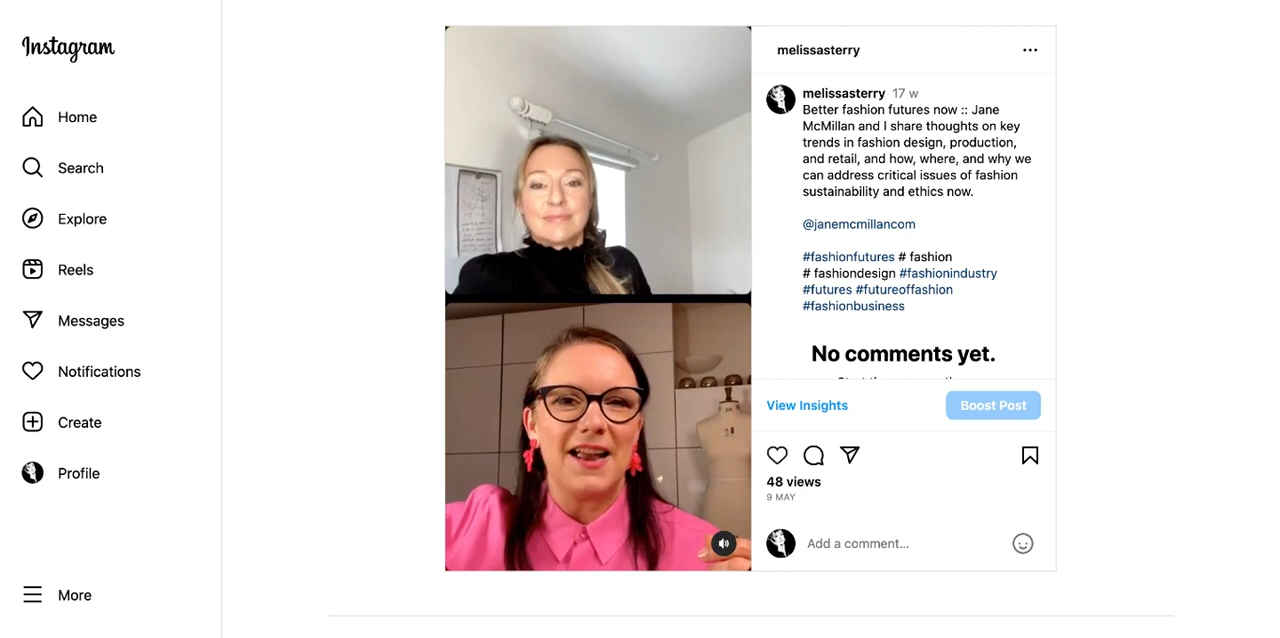 Instagram
Home
Search
Explore
Reels
Messages
Notifications
Create
Profile
More
melissasterry
melissasterry 17 w
Better fashion futures now :: Jane
McMillan and I share thoughts on key
trends in fashion design, production,
and retail, and how, where, and why we
can address critical issues of fashion
sustainability and ethics now.
@janemcmillancom
#fashionfutures # fashion
# fashiondesign #fashionindustry
#futures #futureoffashion
#fashionbusiness
No comments yet.
View Insights
Boost Post
48 views
9 MAY
Add a comment...